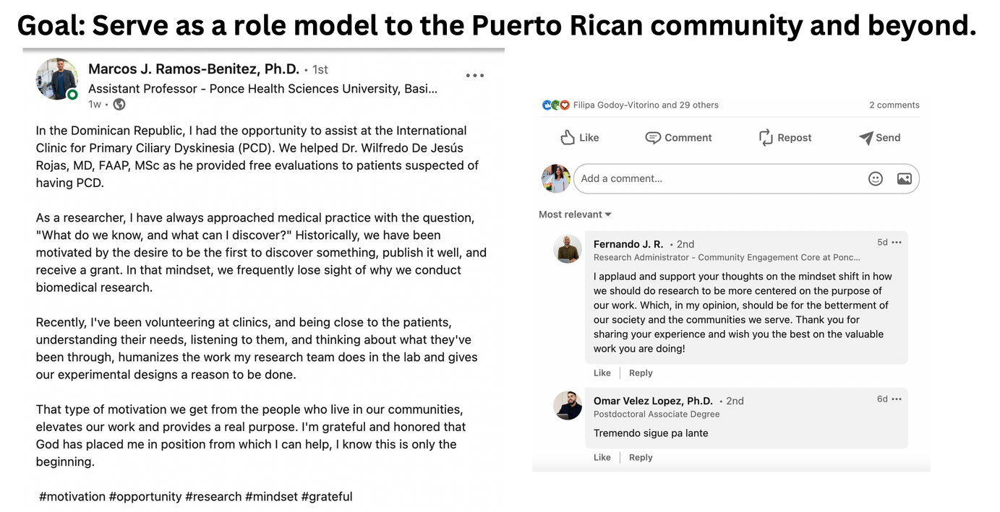 Goal: Serve as a role model to the Puerto Rican community and beyond.
Marcos J. Ramos-Benitez, Ph.D. • 1st
Assistant Professor - Ponce Health Sciences University, Basi...
1w •
In the Dominican Republic, I had the opportunity to assist at the International
Clinic for Primary Ciliary Dyskinesia (PCD). We helped Dr. Wilfredo De Jesús
Rojas, MD, FAAP, MSc as he provided free evaluations to patients suspected of
having PCD.
As a researcher, I have always approached medical practice with the question,
"What do we know, and what can I discover?" Historically, we have been
motivated by the desire to be the first to discover something, publish it well, and
receive a grant. In that mindset, we frequently lose sight of why we conduct
biomedical research.
Recently, I've been volunteering at clinics, and being close to the patients,
understanding their needs, listening to them, and thinking about what they've
been through, humanizes the work my research team does in the lab and gives
our experimental designs a reason to be done.
That type of motivation we get from the people who live in our communities,
elevates our work and provides a real purpose. I'm grateful and honored that
God has placed me in position from which I can help, I know this is only the
beginning.
#motivation #opportunity #research #mindset #grateful
Filipa Godoy-Vitorino and 29 others 2 comments
Like Comment Repost Send
Add a comment...
Most relevant
Fernando J. R. • 2nd 5d
Research Administrator - Community Engagement Core at Ponc...
I applaud and support your thoughts on the mindset shift in how
we should do research to be more centered on the purpose of
our work. Which, in my opinion, should be for the betterment of
our society and the communities we serve. Thank you for
sharing your experience and wish you the best on the valuable
work you are doing!
Like Reply
Omar Velez Lopez, Ph.D. • 2nd 6d
Postdoctoral Associate Degree
Tremendo sigue pa lante
Like Reply